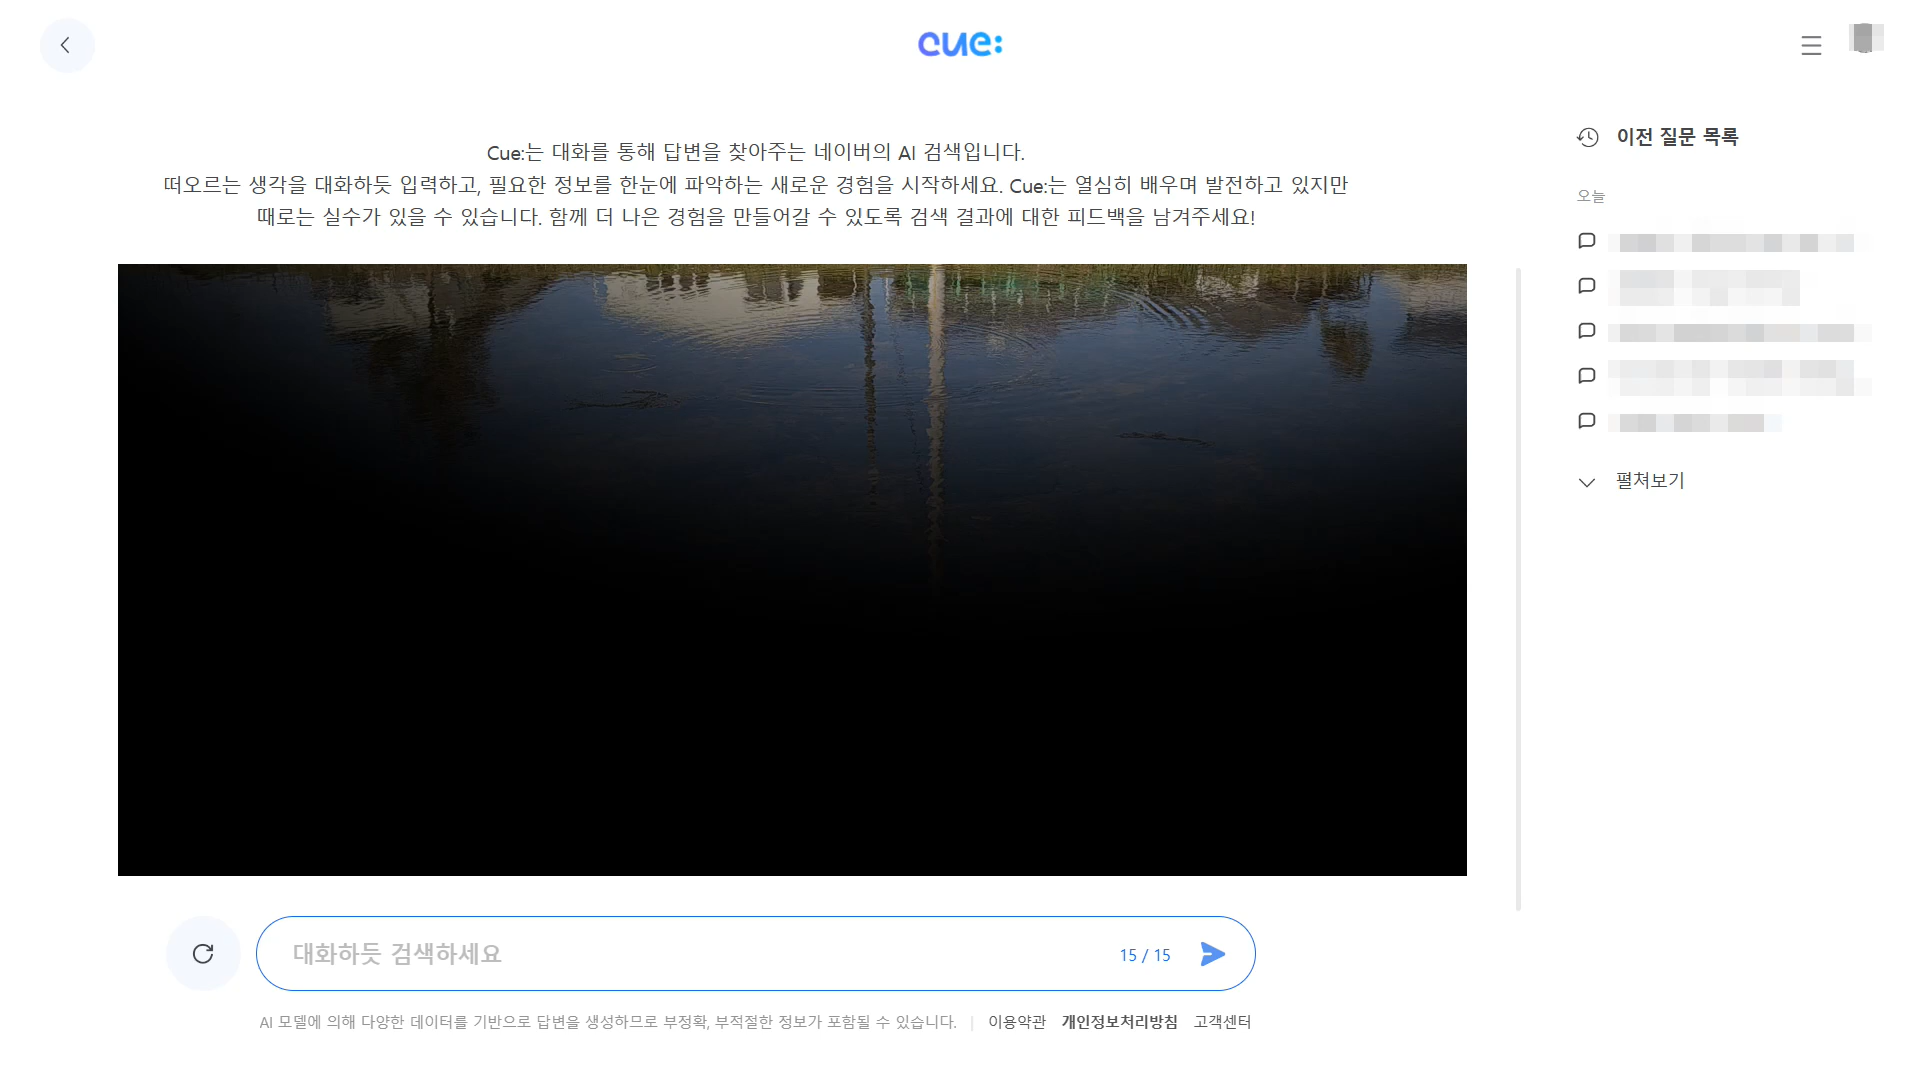 cue:
Cue:는 대화를 통해 답변을 찾아주는 네이버의 AI 검색입니다.
떠오르는 생각을 대화하듯 입력하고, 필요한 정보를 한눈에 파악하는 새로운 경험을 시작하세요. Cue:는 열심히 배우며 발전하고 있지만
때로는 실수가 있을 수 있습니다. 함께 더 나은 경험을 만들어갈 수 있도록 검색 결과에 대한 피드백을 남겨주세요!
이전 질문 목록
오늘
펼쳐보기
대화하듯 검색하세요
15 / 15
AI 모델에 의해 다양한 데이터를 기반으로 답변을 생성하므로 부정확, 부적절한 정보가 포함될 수 있습니다. | 이용약관 개인정보처리방침 고객센터